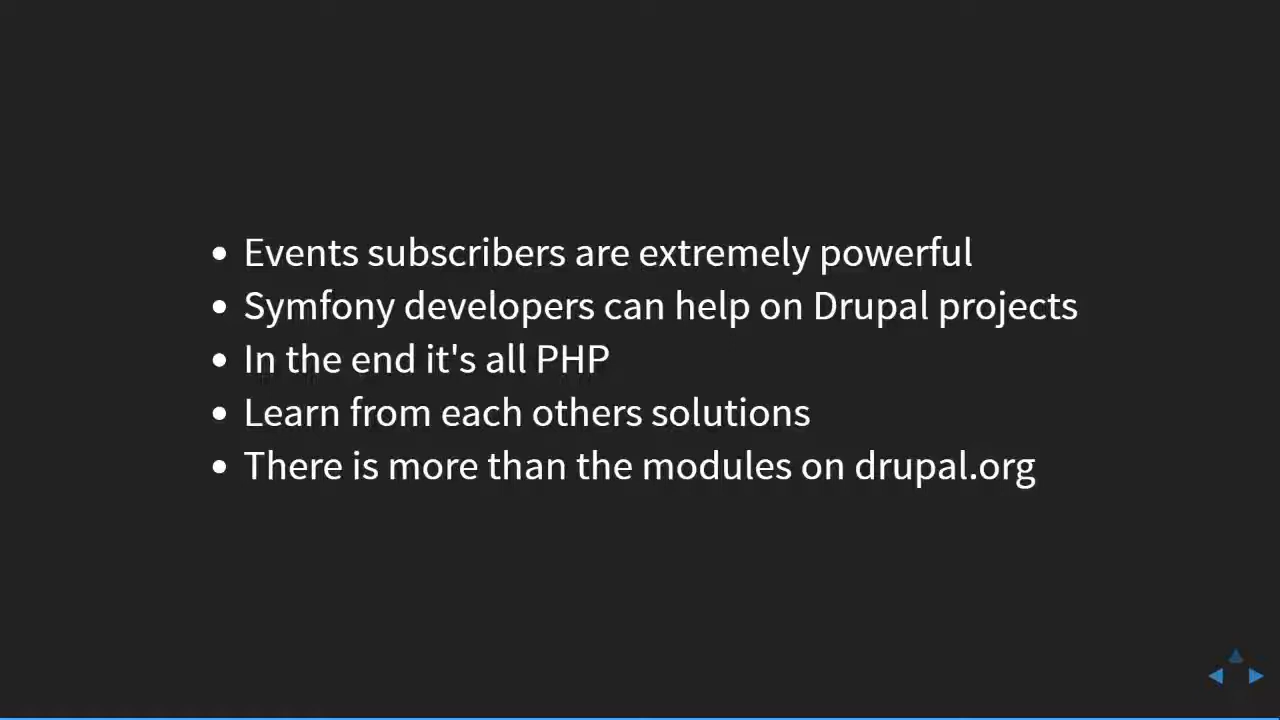 • Events subscribers are extremely powerful
• Symfony developers can help on Drupal projects
• In the end it's all PHP
• Learn from each others solutions
• There is more than the modules on drupal.org